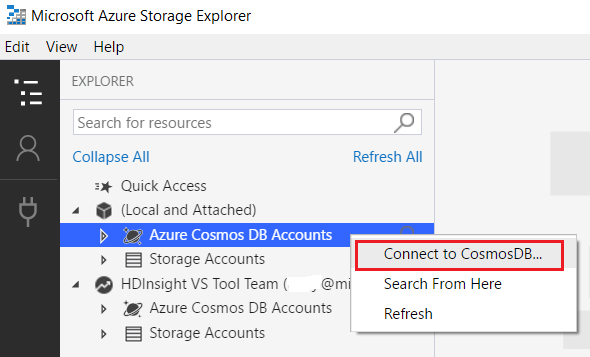 Microsoft Azure Storage Explorer
Edit View Help
EXPLORER
Search for resources
Collapse All Refresh All
Quick Access
(Local and Attached)
Azure Cosmos DB Accounts
Storage Accounts
HDInsight VS Tool Team ( @mi
Azure Cosmos DB Accounts
Storage Accounts
Connect to CosmosDB...
Search From Here
Refresh